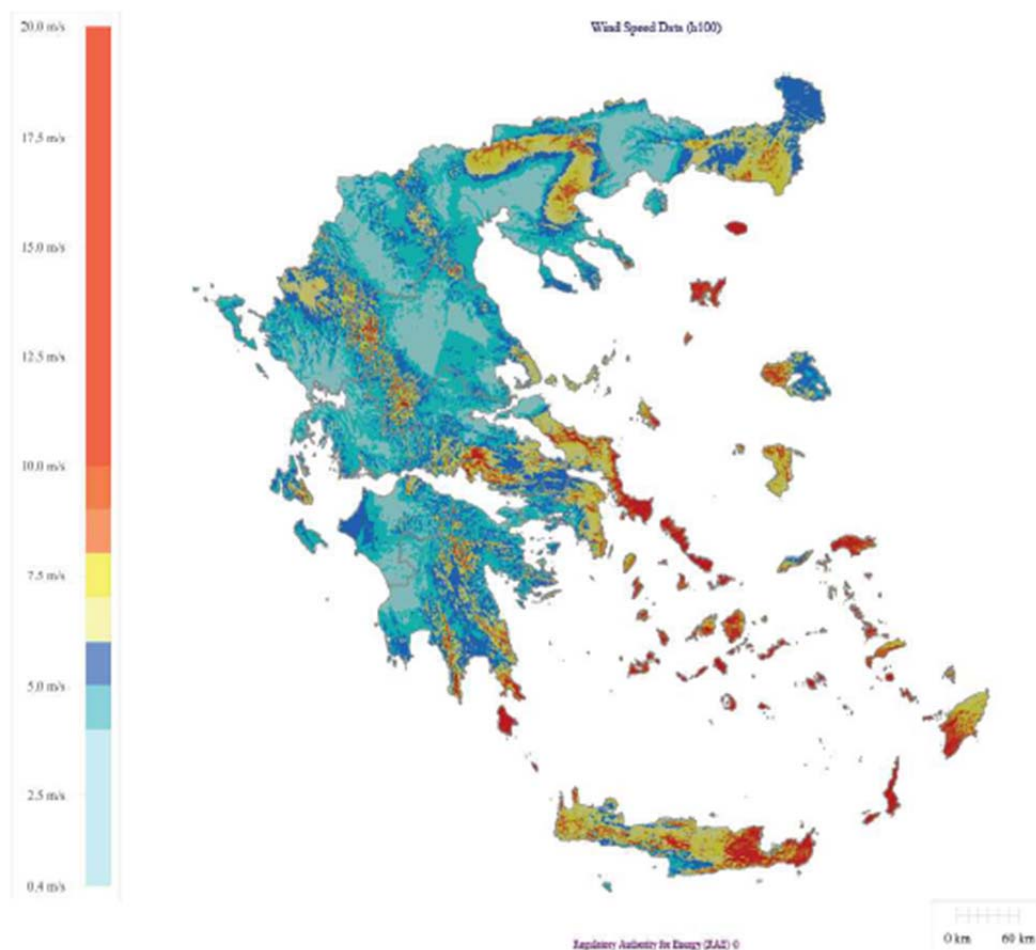 Wind Speed Data (h100)
20.0 m/s
17.5 m/s
15.0 m/s
12.5 m/s
10.0 m/s
7.5 m/s
5.0 m/s
2.5 m/s
0.4 m/s
0 km 60 km
Regulatory Authority for Energy (RAE) ©